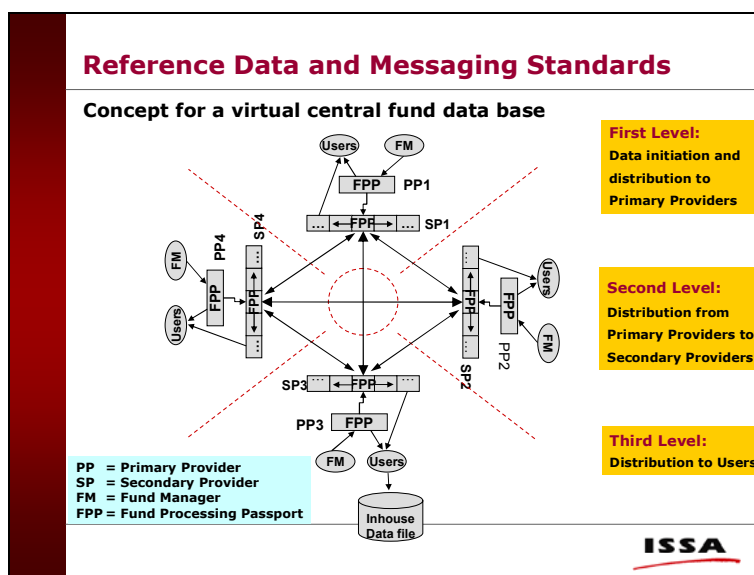 Reference Data and Messaging Standards
Concept for a virtual central fund data base
Users
FM
FPP
PP1
...
FPP
...
SP1
SP4
PP4
FM
FPP
Users
...
FPP
...
...
FPP
...
SP2
FPP
PP2
Users
FM
SP3
...
FPP
...
PP3
FPP
FM
Users
Inhouse
Data file
First Level:
Data initiation and
distribution to
Primary Providers
Second Level:
Distribution from
Primary Providers to
Secondary Providers
Third Level:
Distribution to Users
PP = Primary Provider
SP = Secondary Provider
FM = Fund Manager
FPP = Fund Processing Passport
ISSA